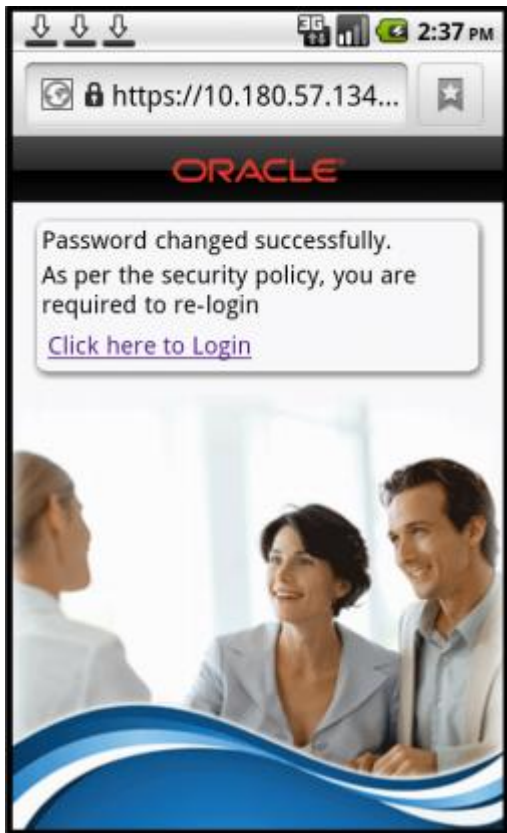 3G
2:37 PM
https://10.180.57.134...
ORACLE
Password changed successfully.
As per the security policy, you are
required to re-login
Click here to Login